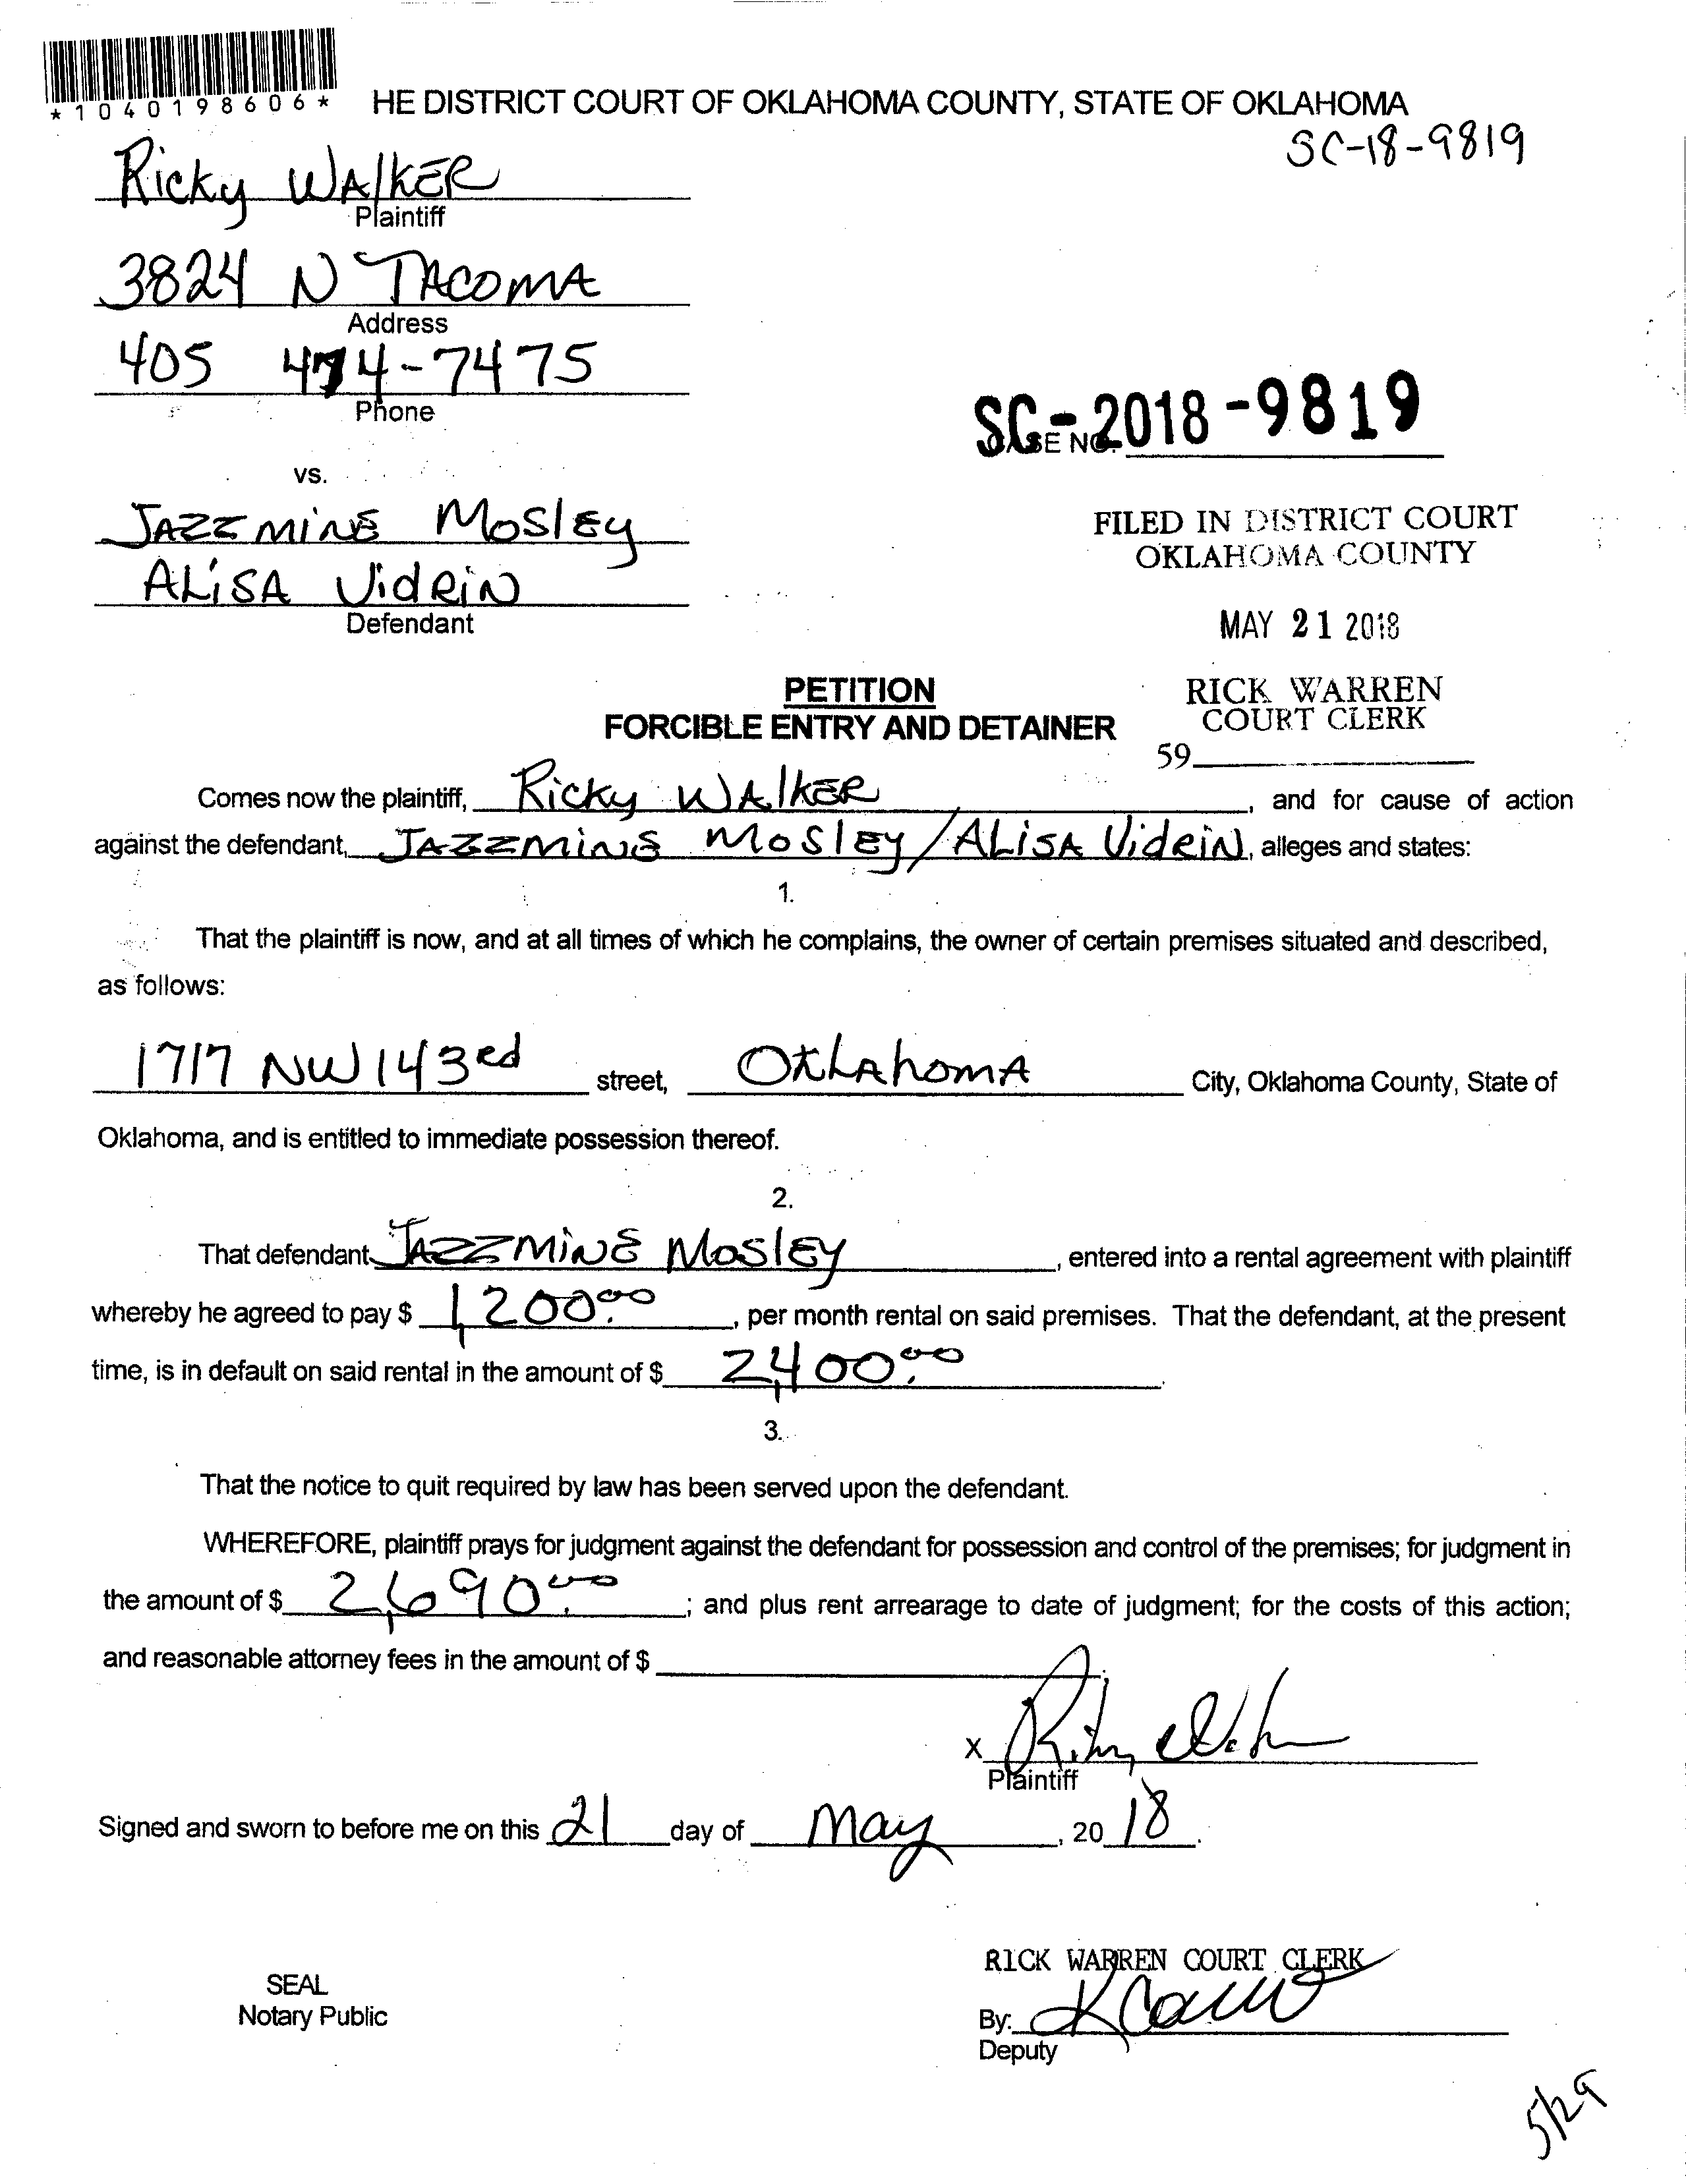 *1040198606*
HE DISTRICT COURT OF OKLAHOMA COUNTY, STATE OF OKLAHOMA
SC-18-9819
Ricky WAlkER
Plaintiff
3824 N TACOMA
Address
405 474-7475
Phone
SC-2018-9819
CASE NO.
vs.
JAZZMINE MOSlEy
ALiSA VidRiN
Defendant
FILED IN DISTRICT COURT
OKLAHOMA COUNTY
MAY 21 2018
PETITION
FORCIBLE ENTRY AND DETAINER
RICK WARREN
COURT CLERK
59
Comes now the plaintiff, Ricky WAlkER, and for cause of action
against the defendant, JAZZMINE MOSlEy/ALiSA VidRiN, alleges and states:
1.
That the plaintiff is now, and at all times of which he complains, the owner of certain premises situated and described,
as follows:
1717 NW 143rd street, OklAhomA City, Oklahoma County, State of
Oklahoma, and is entitled to immediate possession thereof.
2.
That defendant JAZZMINE MOSlEy, entered into a rental agreement with plaintiff
whereby he agreed to pay $ 1,200.00, per month rental on said premises. That the defendant, at the present
time, is in default on said rental in the amount of $ 2,400.00.
3.
That the notice to quit required by law has been served upon the defendant.
WHEREFORE, plaintiff prays for judgment against the defendant for possession and control of the premises; for judgment in
the amount of $ 2,690.00; and plus rent arrearage to date of judgment; for the costs of this action;
and reasonable attorney fees in the amount of $
X
Plaintiff
Signed and sworn to before me on this 21 day of May, 20 18.
RICK WARREN COURT CLERK
SEAL
Notary Public
By:
Deputy
5/29